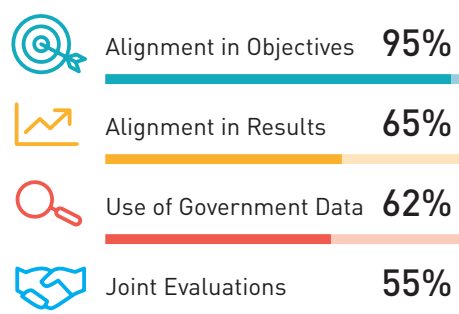 Alignment in Objectives 95%
Alignment in Results 65%
Use of Government Data 62%
Joint Evaluations 55%